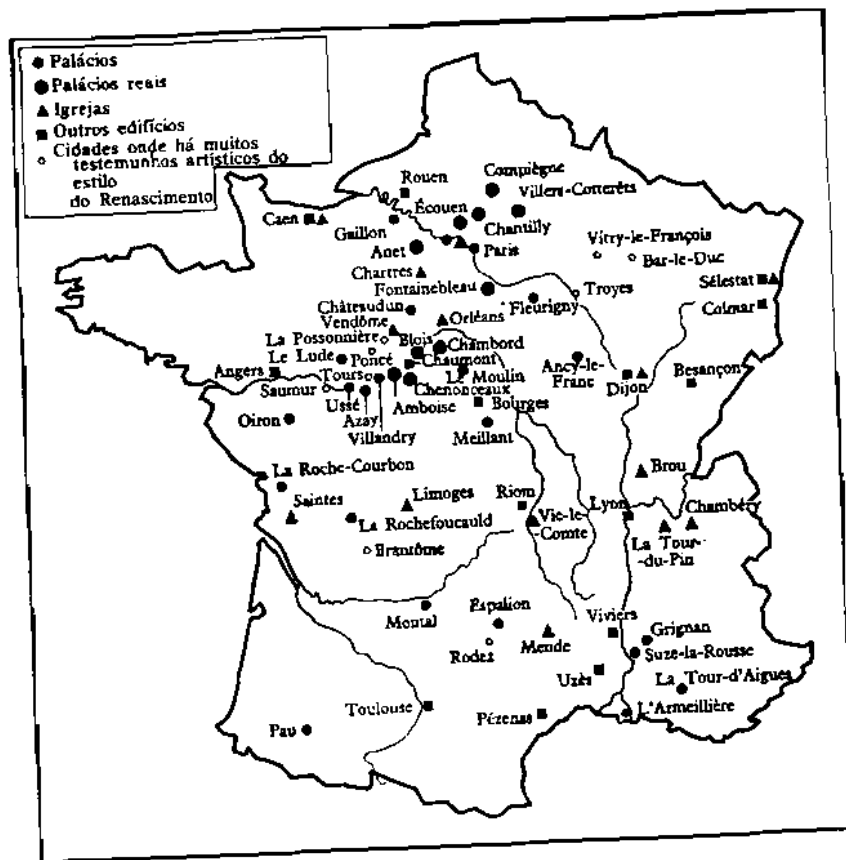 Palácios
Palácios reais
Igrejas
Outros edifícios
Cidades onde há muitos
testemunhos artísticos do
estilo
do Renascimento
Rouen
Compiègne
Villers-Cotterêts
Caen
Gaillon
Écouen
Chantilly
Anet
Paris
Vitry-le-François
Bar-le-Duc
Chartres
Fontainebleau
Fleurigny
Troyes
Sélestat
Colmar
Châteaudun
Vendôme
Orléans
La Possonnière
Blois
Chambord
Le Lude
Poncé
Chaumont
Angers
Tours
Le Moulin
Ancy-le-Franc
Dijon
Besançon
Saumur
Chenonceaux
Ussé
Amboise
Bourges
Oiron
Azay
Villandry
Meillant
La Roche-Courbon
Brou
Saintes
Limoges
Riom
Lyon
Chambéry
La Rochefoucauld
Vic-le-Comte
La Tour-
-du-Pin
Brantôme
Montal
Espalion
Viviers
Grignan
Rodez
Mende
Suze-la-Rousse
Uzès
La Tour-d'Aigues
Toulouse
Pézenas
L'Armeillière
Pau